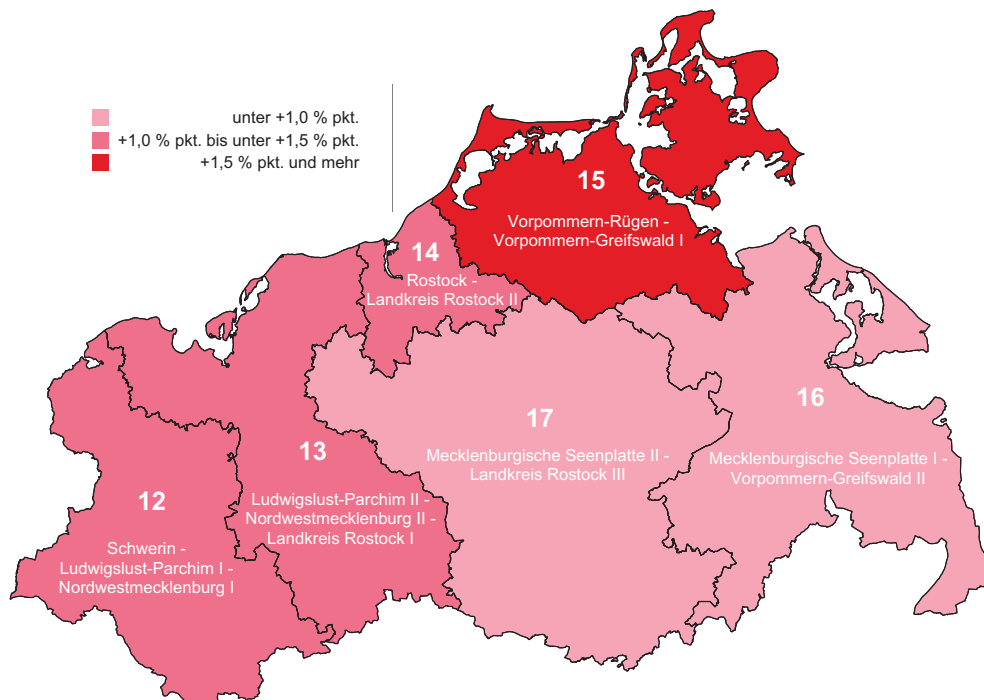 unter +1,0 % pkt.
+1,0 % pkt. bis unter +1,5 % pkt.
+1,5 % pkt. und mehr
15
Vorpommern-Rügen -
Vorpommern-Greifswald I
14
Rostock -
Landkreis Rostock II
16
Mecklenburgische Seenplatte I -
Vorpommern-Greifswald II
17
Mecklenburgische Seenplatte II -
Landkreis Rostock III
13
Ludwigslust-Parchim II -
Nordwestmecklenburg II -
Landkreis Rostock I
12
Schwerin -
Ludwigslust-Parchim I -
Nordwestmecklenburg I